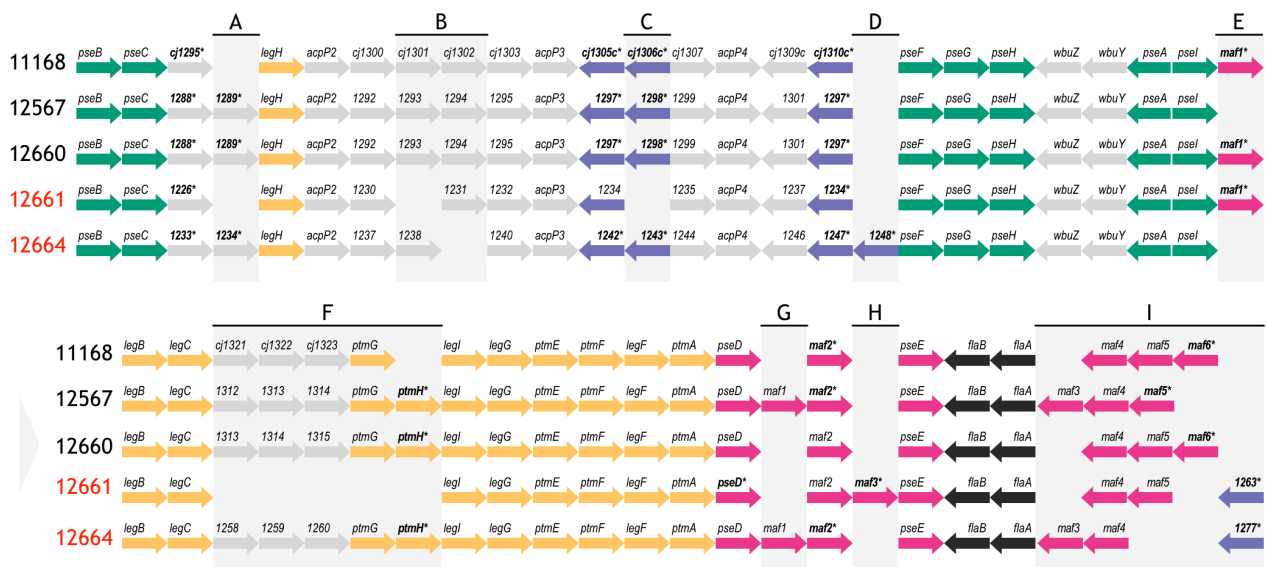 A B C D E
pseB pseC cj1295* legH acpP2 cj1300 cj1301 cj1302 cj1303 acpP3 cj1305c* cj1306c* cj1307 acpP4 cj1309c cj1310c* pseF pseG pseH wbuZ wbuY pseA pseI maf1*
11168
pseB pseC 1288* 1289* legH acpP2 1292 1293 1294 1295 acpP3 1297* 1298* 1299 acpP4 1301 1297* pseF pseG pseH wbuZ wbuY pseA pseI
12567
pseB pseC 1288* 1289* legH acpP2 1292 1293 1294 1295 acpP3 1297* 1298* 1299 acpP4 1301 1297* pseF pseG pseH wbuZ wbuY pseA pseI maf1*
12660
pseB pseC 1226* legH acpP2 1230 1231 1232 acpP3 1234 1235 acpP4 1237 1234* pseF pseG pseH wbuZ wbuY pseA pseI maf1*
12661
pseB pseC 1233* 1234* legH acpP2 1237 1238 1240 acpP3 1242* 1243* 1244 acpP4 1246 1247* 1248* pseF pseG pseH wbuZ wbuY pseA pseI
12664
F G H I
legB legC cj1321 cj1322 cj1323 ptmG legI legG ptmE ptmF legF ptmA pseD maf2* pseE flaB flaA maf4 maf5 maf6*
11168
legB legC 1312 1313 1314 ptmG ptmH* legI legG ptmE ptmF legF ptmA pseD maf1 maf2* pseE flaB flaA maf3 maf4 maf5*
12567
legB legC 1313 1314 1315 ptmG ptmH* legI legG ptmE ptmF legF ptmA pseD maf2 pseE flaB flaA maf4 maf5 maf6*
12660
legB legC legI legG ptmE ptmF legF ptmA pseD* maf2 maf3* pseE flaB flaA maf4 maf5 1263*
12661
legB legC 1258 1259 1260 ptmG ptmH* legI legG ptmE ptmF legF ptmA pseD maf1 maf2* pseE flaB flaA maf3 maf4 1277*
12664